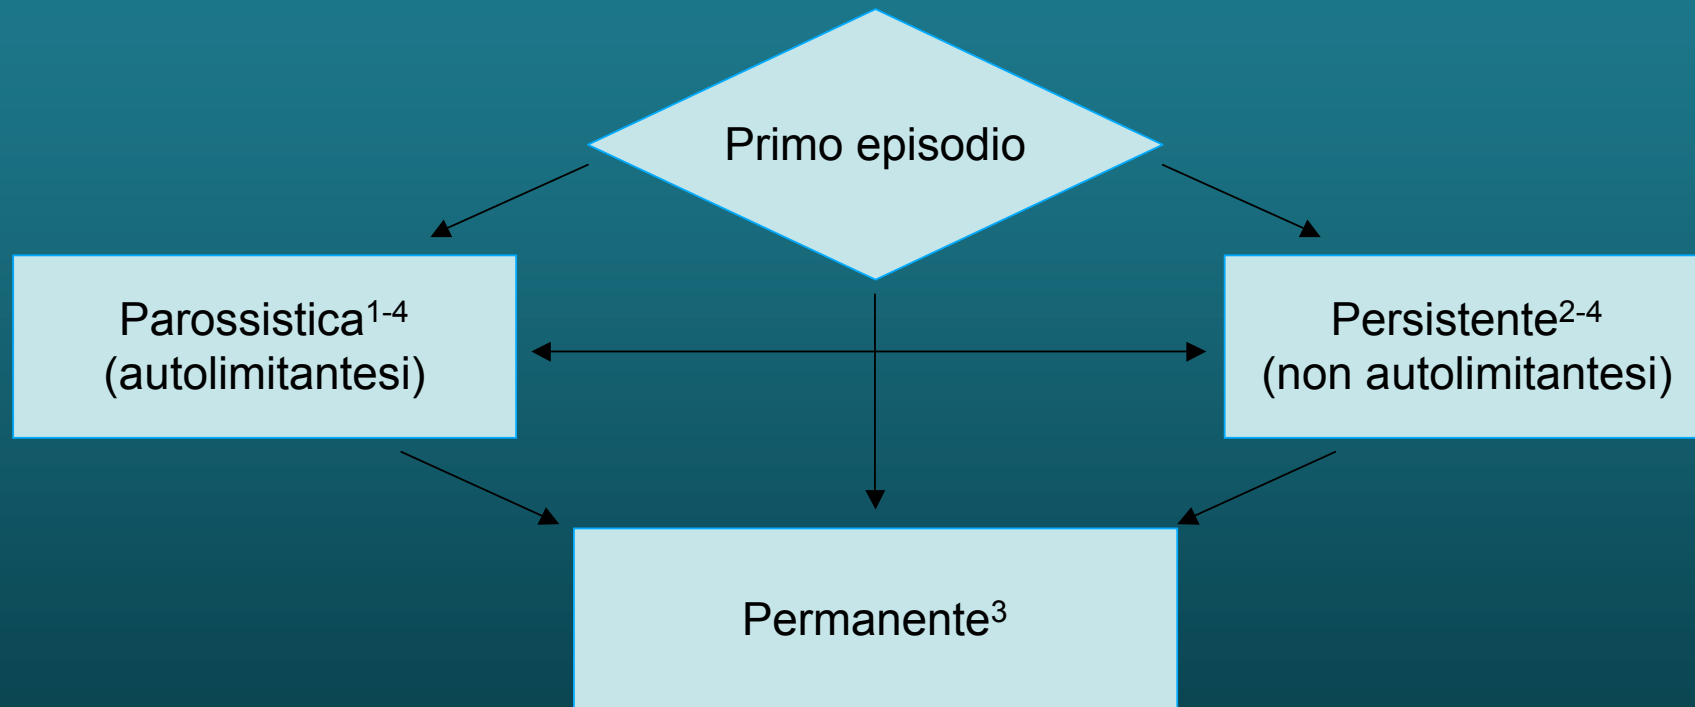 Primo episodio
Parossistica¹⁻⁴
(autolimitantesi)
Persistente²⁻⁴
(non autolimitantesi)
Permanente³